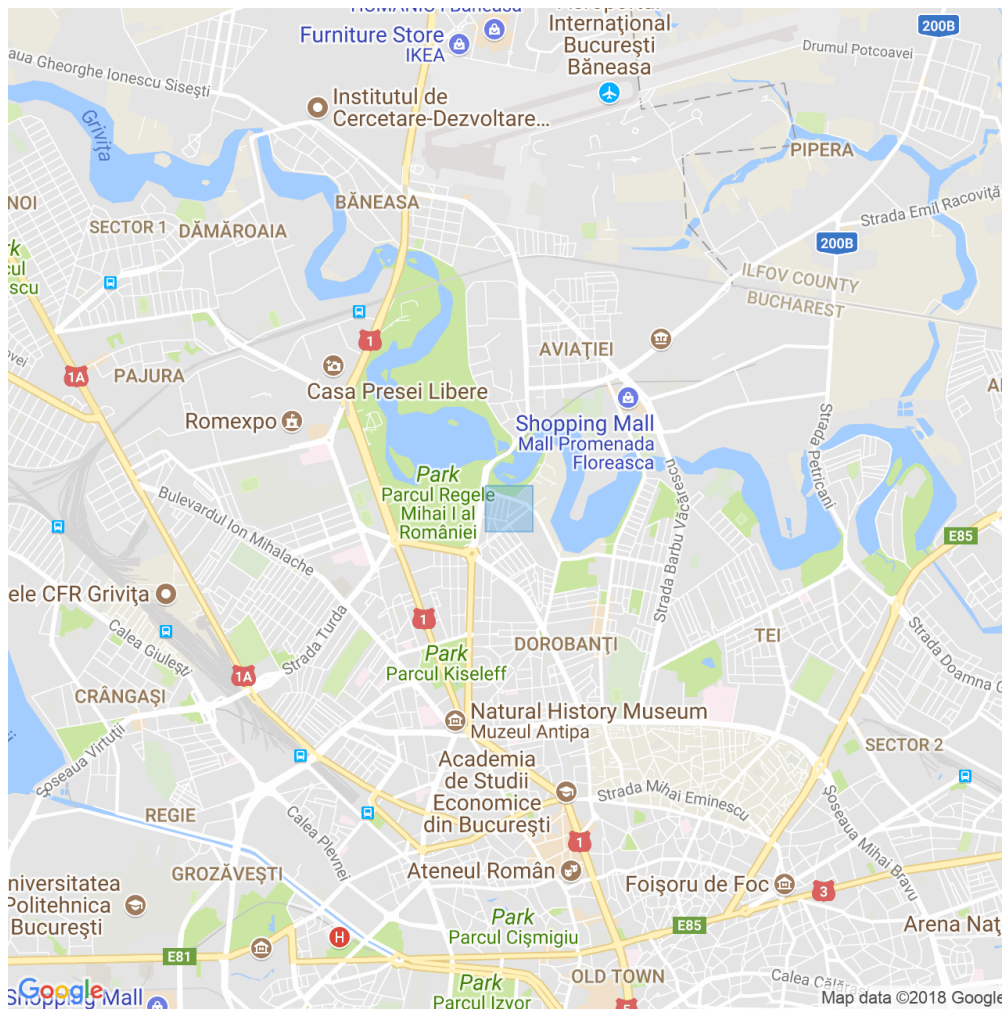 Furniture Store
IKEA
Internaţional
Bucureşti
Băneasa
200B
Drumul Potcoavei
Gheorghe Ionescu Siseşti
Institutul de
Cercetare-Dezvoltare...
Griviţa
PIPERA
BĂNEASA
SECTOR 1
DĂMĂROAIA
Strada Emil Racoviţă
200B
ILFOV COUNTY
BUCHAREST
1
AVIAŢIEI
1A
PAJURA
Casa Presei Libere
Romexpo
Shopping Mall
Mall Promenada
Floreasca
Strada Petricani
Park
Parcul Regele
Mihai I al
României
Bulevardul Ion Mihalache
Strada Barbu Văcărescu
E85
CFR Griviţa
Calea Giuleşti
Strada Turda
1
DOROBANŢI
TEI
Park
Parcul Kiseleff
Strada Doamna
1A
CRÂNGAŞI
Şoseaua Virtuţii
Natural History Museum
Muzeul Antipa
SECTOR 2
Academia
de Studii
Economice
din Bucureşti
Strada Mihai Eminescu
Şoseaua Mihai Bravu
REGIE
Calea Plevnei
1
GROZĂVEŞTI
Ateneul Român
Foişoru de Foc
3
Politehnica
Bucureşti
Park
Parcul Cişmigiu
E85
Arena
H
E81
OLD TOWN
Park
Parcul Izvor
Google
Shopping Mall
Calea
Map data ©2018 Google